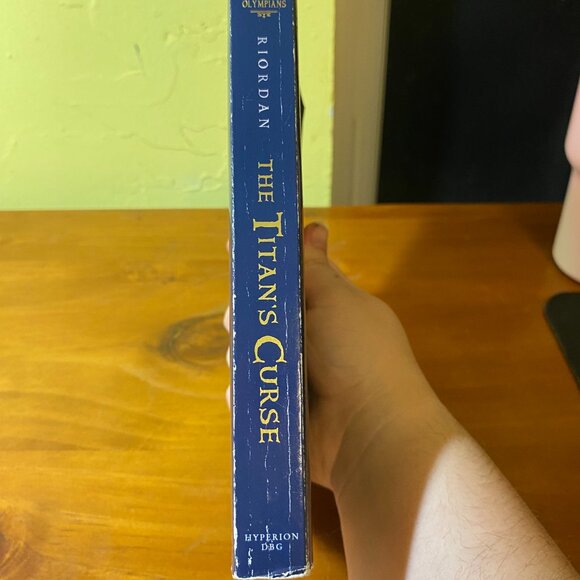 OLYMPIANS
RIORDAN
THE TITAN'S CURSE
HYPERION
DBG